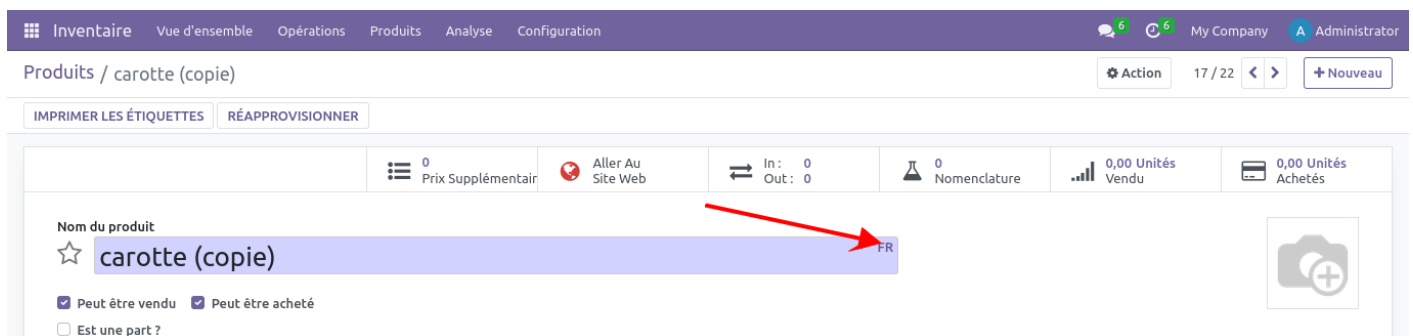 Inventaire Vue d'ensemble Opérations Produits Analyse Configuration 6 6 My Company A Administrator
Produits / carotte (copie) Action 17 / 22 + Nouveau
IMPRIMER LES ÉTIQUETTES RÉAPPROVISIONNER
0 Prix Supplémentair
Aller Au Site Web
In : 0
Out : 0
0 Nomenclature
0,00 Unités Vendu
0,00 Unités Achetés
Nom du produit
carotte (copie) FR
Peut être vendu Peut être acheté
Est une part ?